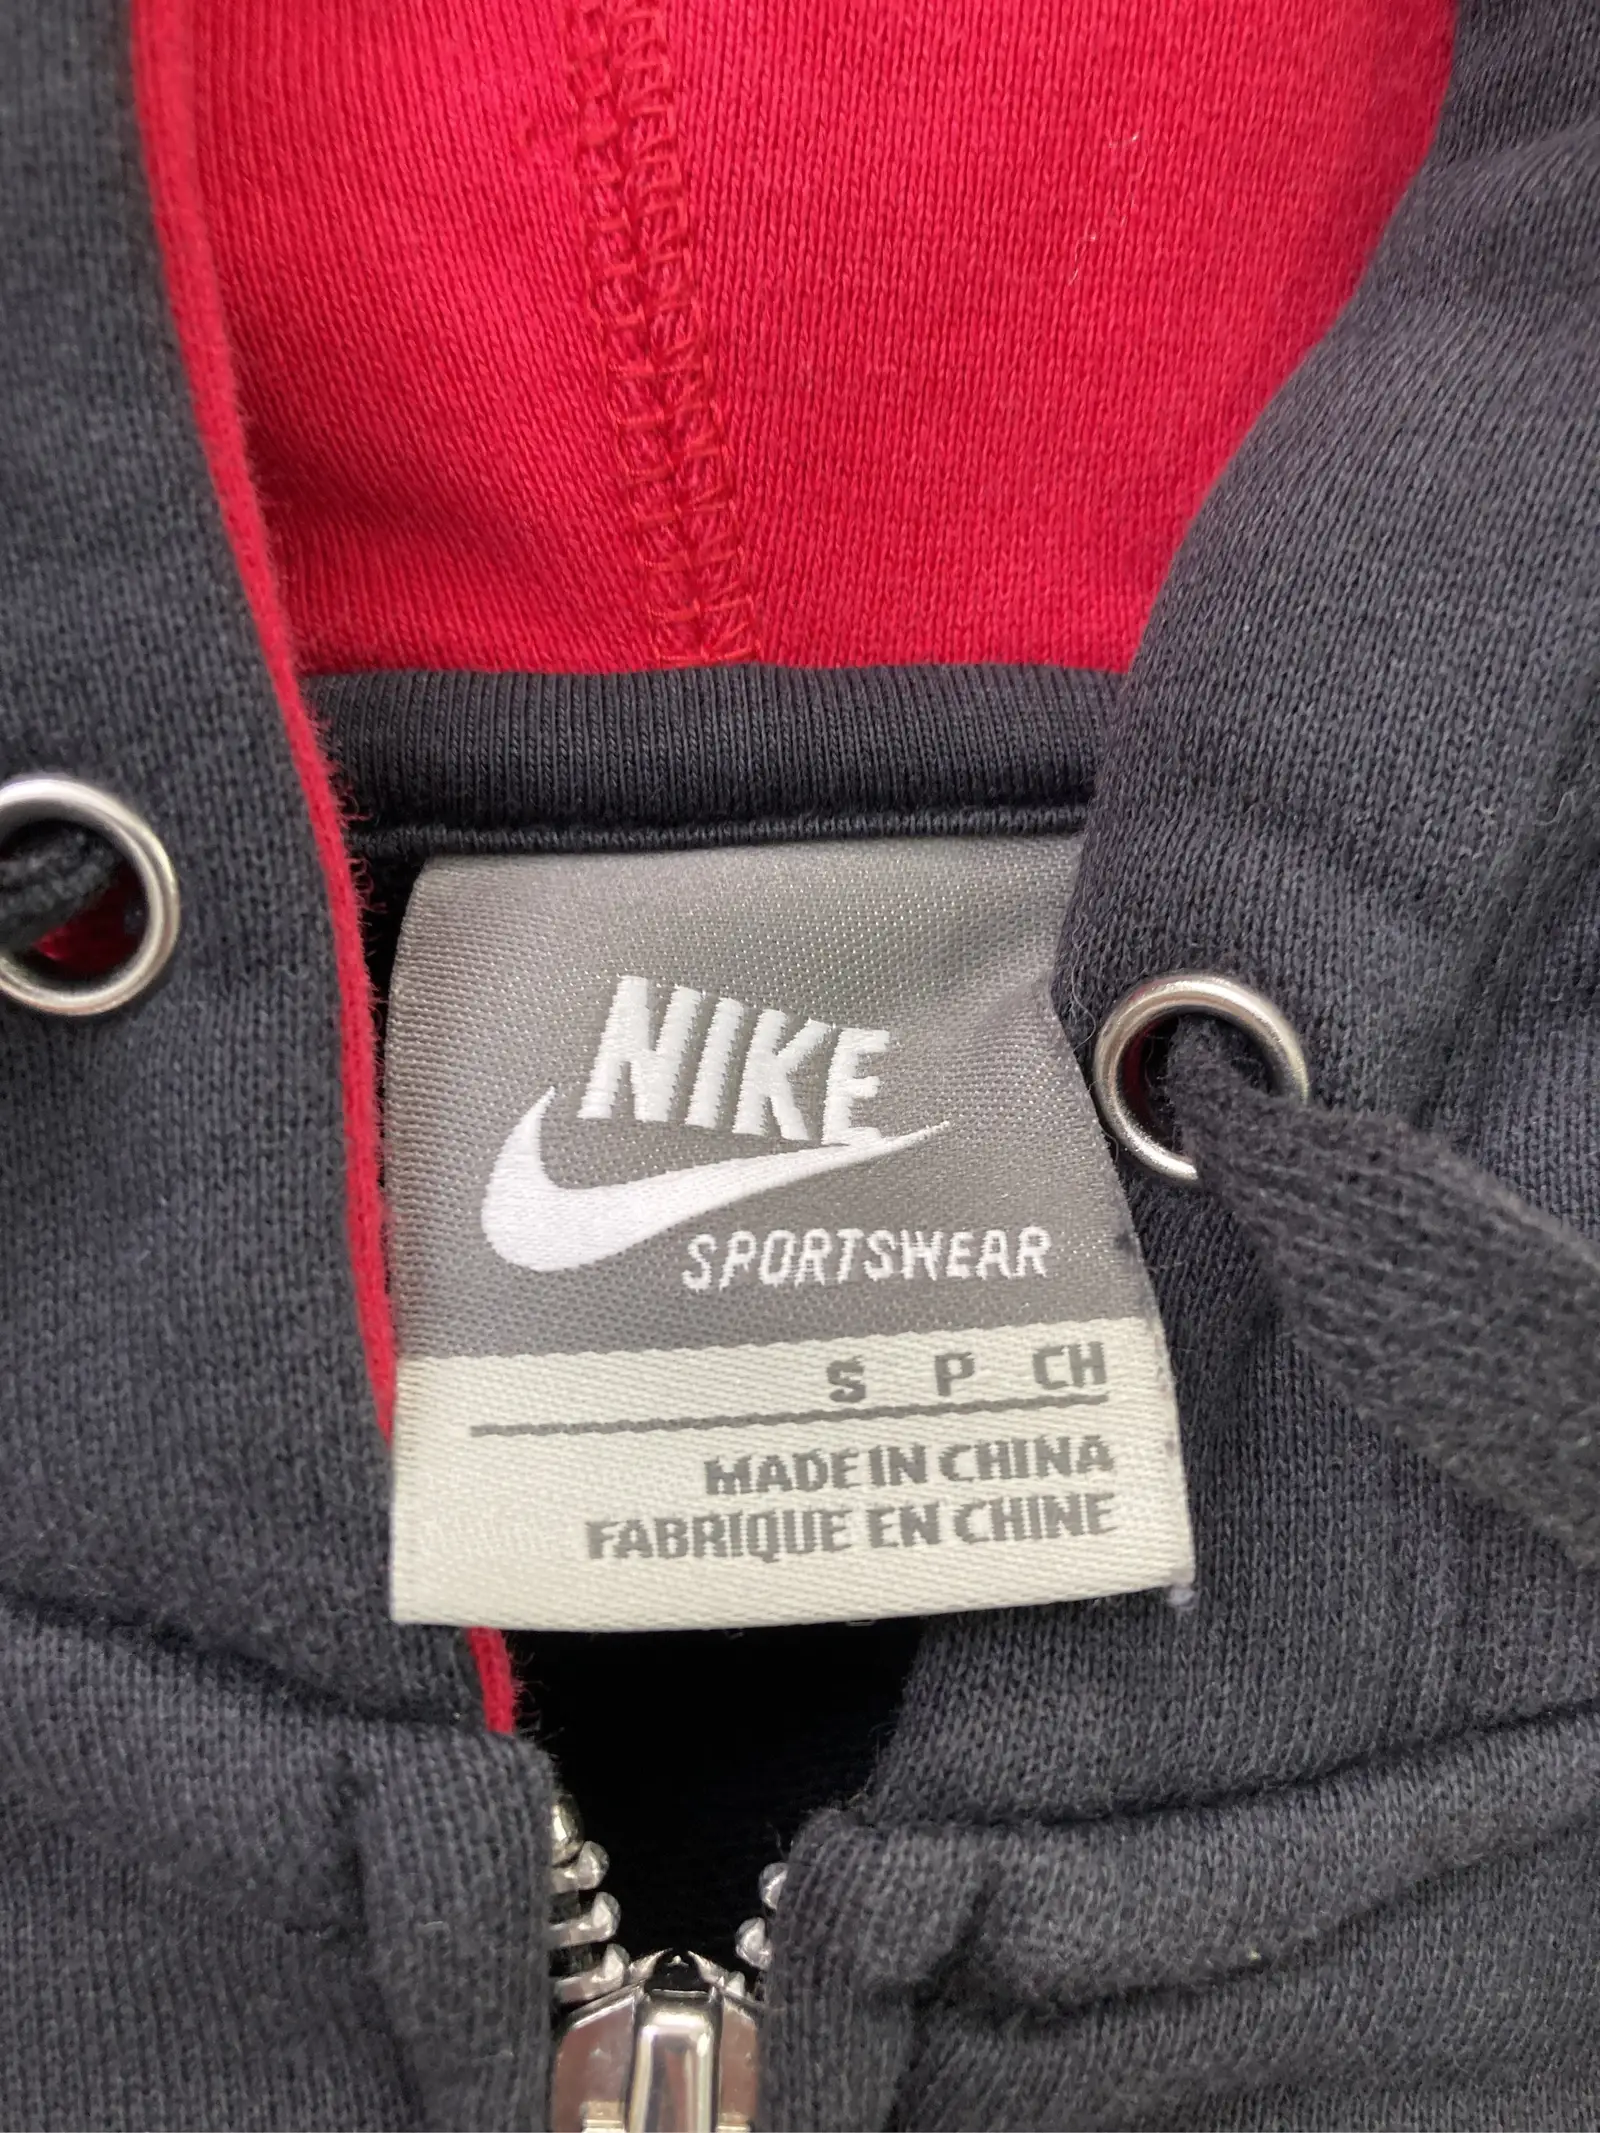 NIKE
SPORTSWEAR
S P CH
MADE IN CHINA
FABRIQUE EN CHINE